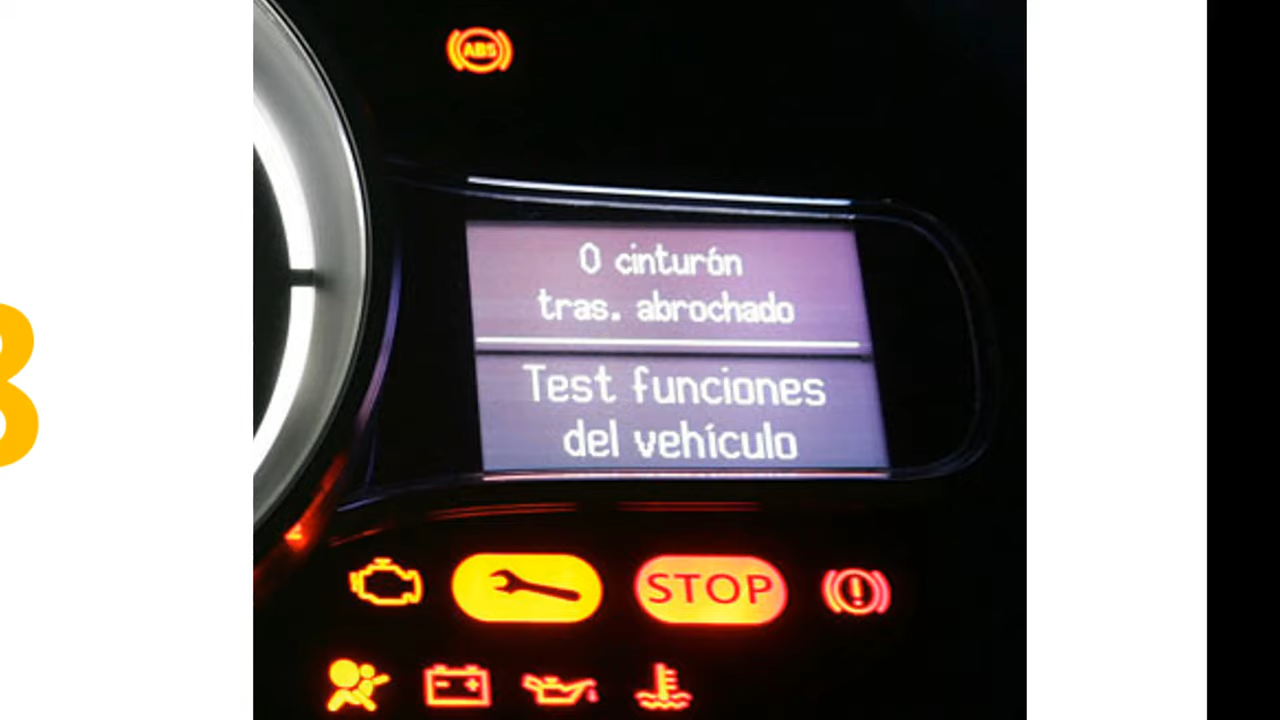 ABS
0 cinturón
tras. abrochado
Test funciones
del vehículo
STOP